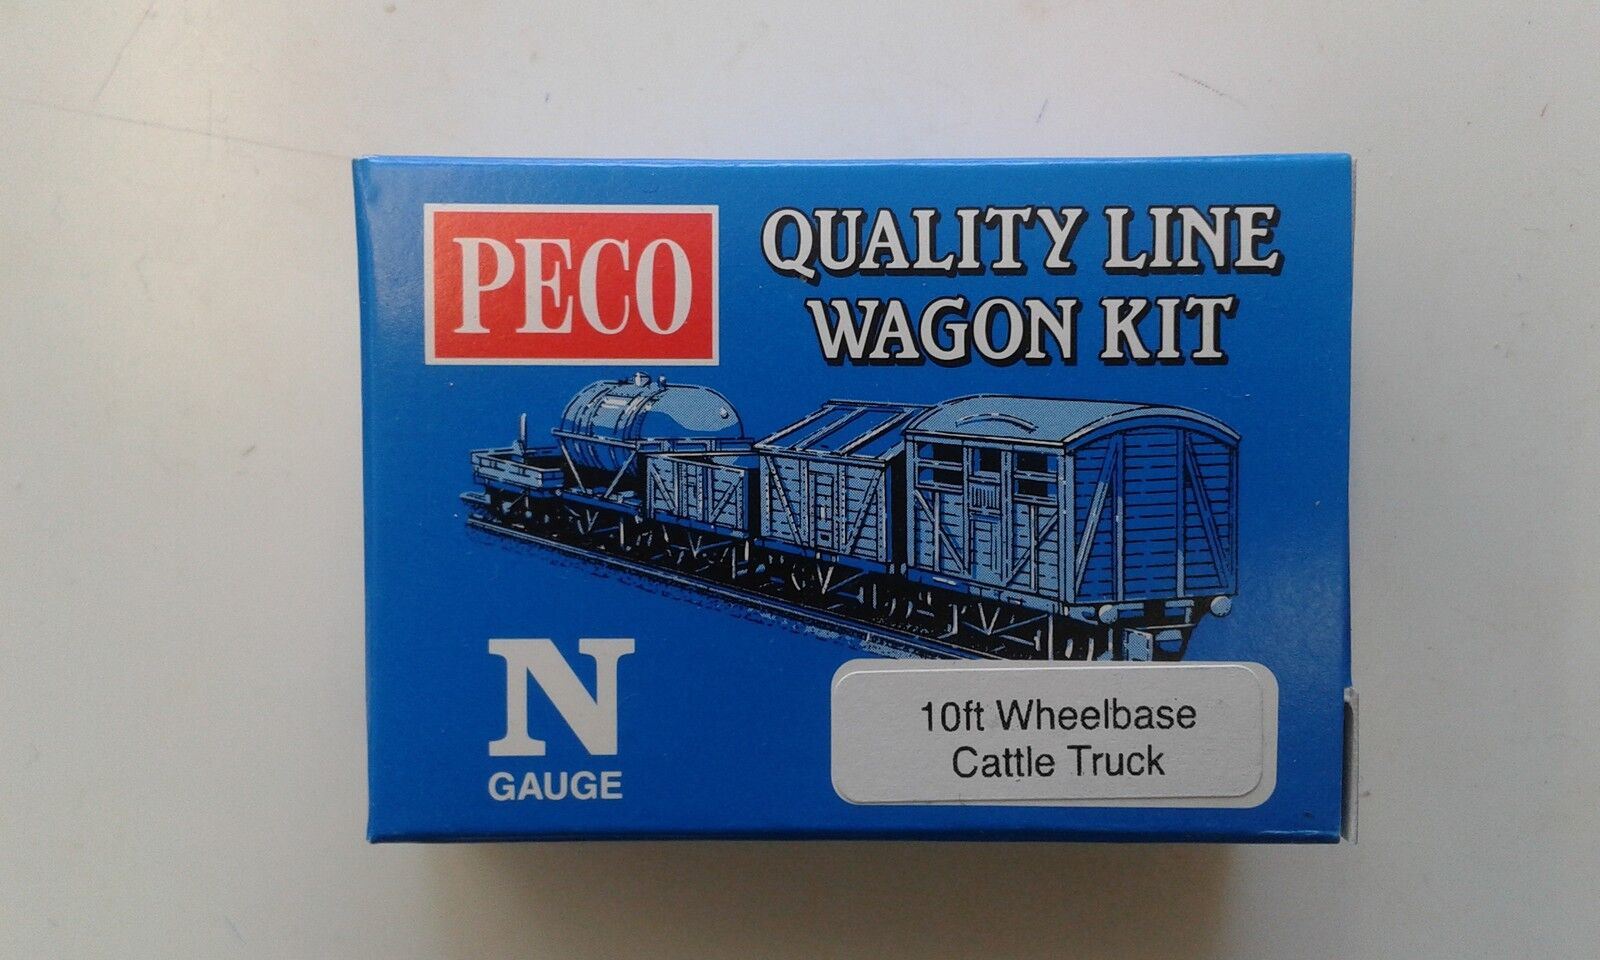 PECO
QUALITY LINE
WAGON KIT
N
GAUGE
10ft Wheelbase
Cattle Truck